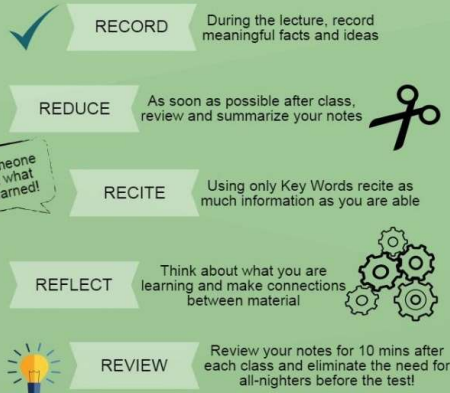 RECORD
During the lecture, record
meaningful facts and ideas
REDUCE
As soon as possible after class,
review and summarize your notes
what
RECITE
Using only Key Words recite as
much information as you are able
REFLECT
Think about what you are
learning and make connections
between material
REVIEW
Review your notes for 10 mins after
each class and eliminate the need for
all-nighters before the test!